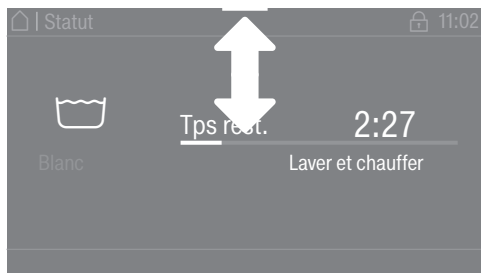 | Statut 11:02
Tps rest. 2:27
Blanc Laver et chauffer